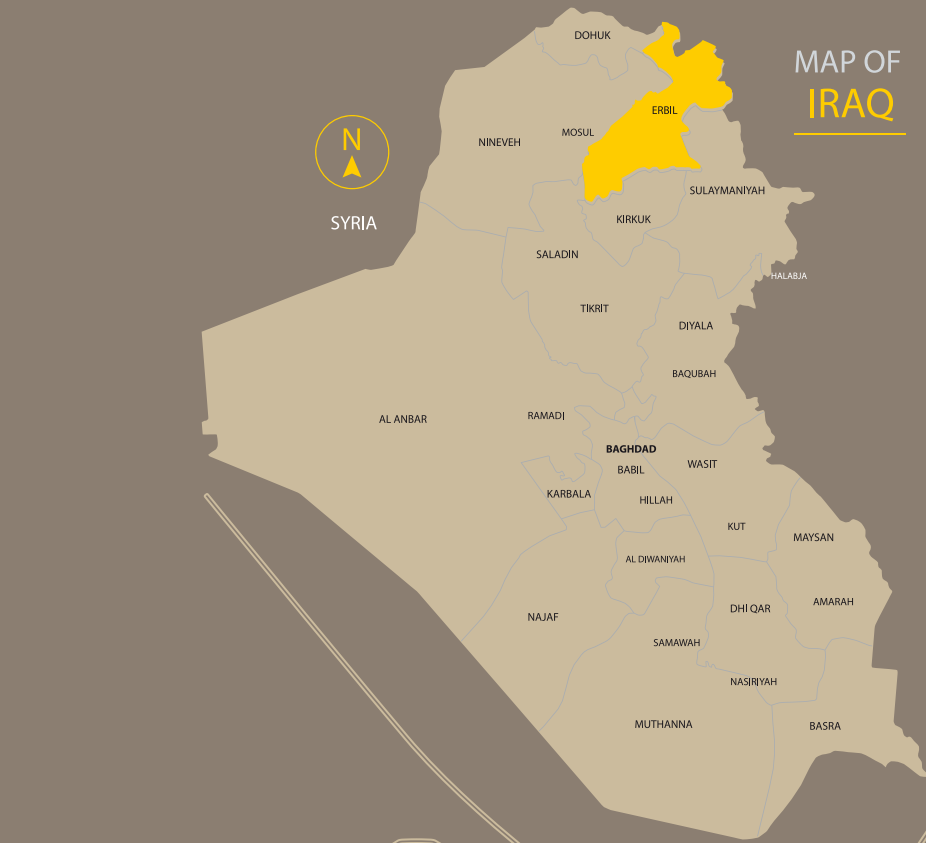 DOHUK
MAP OF
IRAQ
ERBIL
N
MOSUL
NINEVEH
SULAYMANIYAH
SYRIA
KIRKUK
SALADIN
HALABJA
TIKRIT
DIYALA
BAQUBAH
AL ANBAR
RAMADI
BAGHDAD
WASIT
BABIL
KARBALA
HILLAH
KUT
MAYSAN
AL DIWANIYAH
AMARAH
DHI QAR
NAJAF
SAMAWAH
NASIRIYAH
MUTHANNA
BASRA